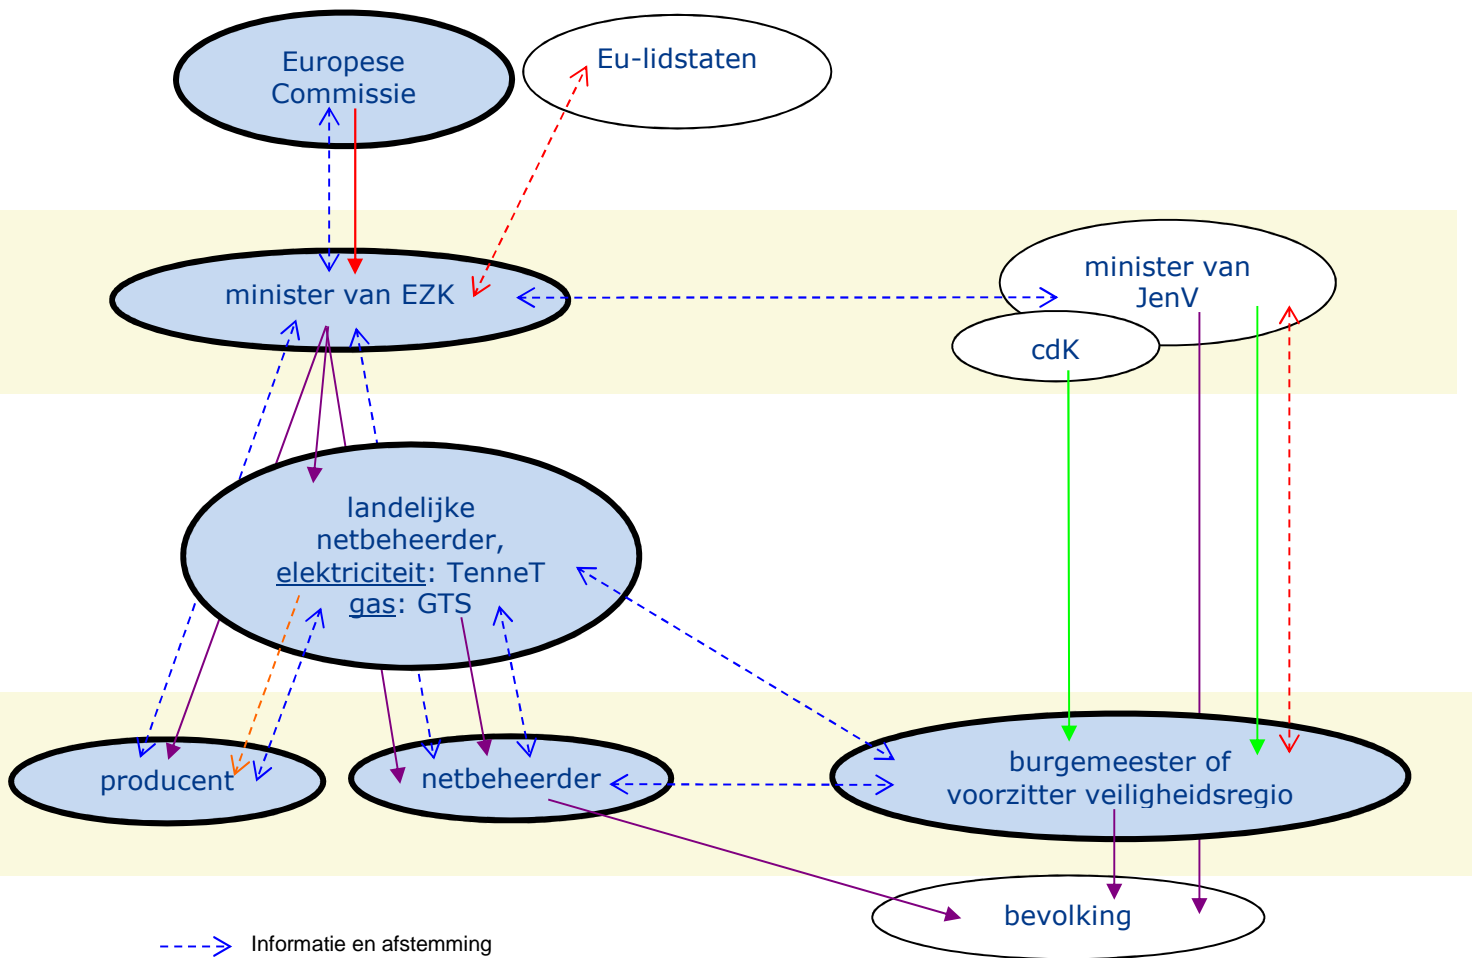 Europese
Commissie
Eu-lidstaten
minister van EZK
minister van
JenV
cdK
landelijke
netbeheerder,
elektriciteit: TenneT
gas: GTS
producent
netbeheerder
burgemeester of
voorzitter veiligheidsregio
bevolking
Informatie en afstemming